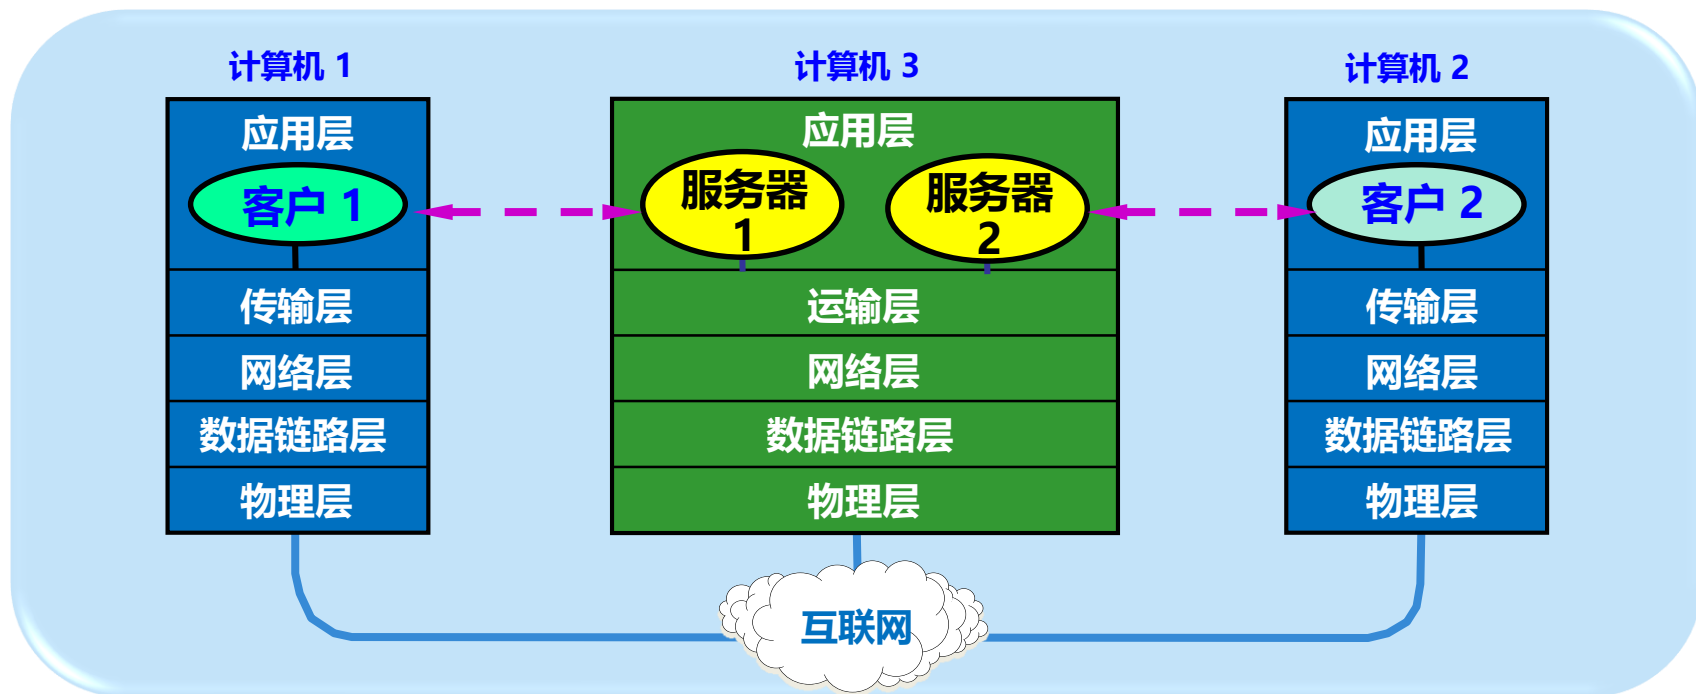 计算机 1
应用层
客户 1
传输层
网络层
数据链路层
物理层
计算机 3
应用层
服务器
1
服务器
2
运输层
网络层
数据链路层
物理层
计算机 2
应用层
客户 2
传输层
网络层
数据链路层
物理层
互联网